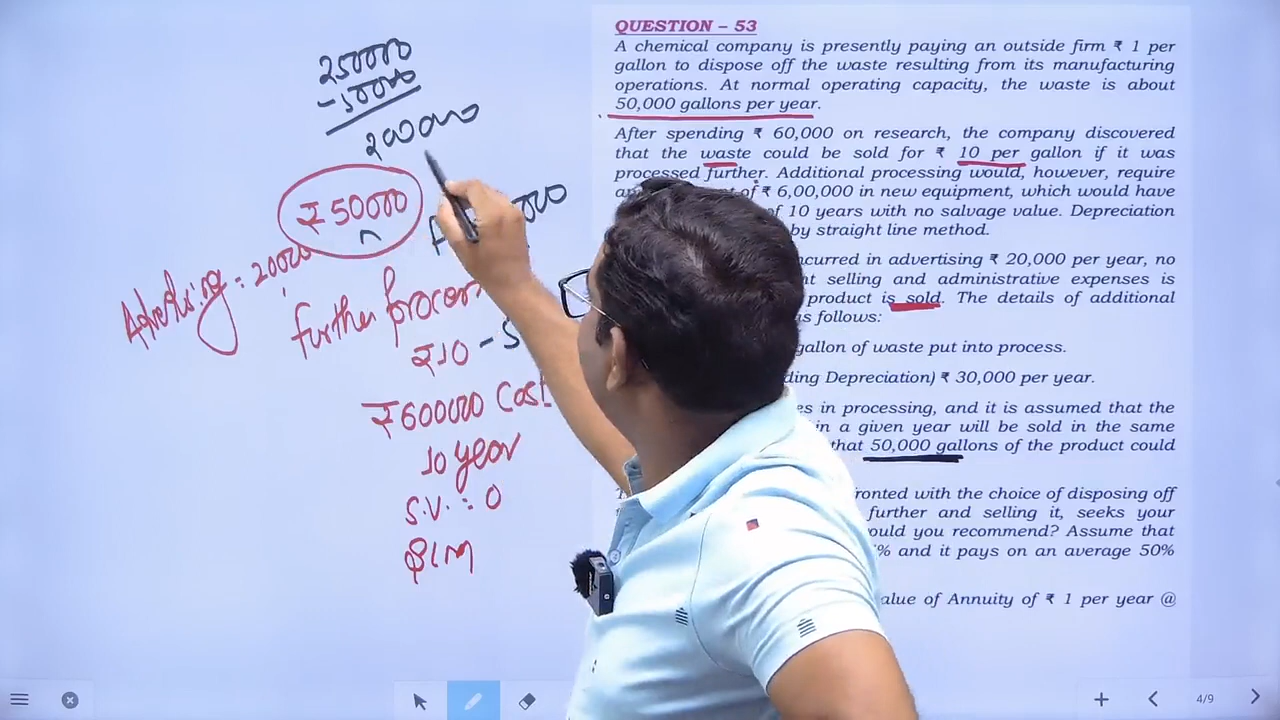 250000
- 50000
200000
₹ 50000
Advertising : 20000
further process
₹10 - 5
₹600000 Cost
10 year
S.V. : 0
SLM
QUESTION – 53
A chemical company is presently paying an outside firm ₹ 1 per
gallon to dispose off the waste resulting from its manufacturing
operations. At normal operating capacity, the waste is about
50,000 gallons per year.
After spending ₹ 60,000 on research, the company discovered
that the waste could be sold for ₹ 10 per gallon if it was
processed further. Additional processing would, however, require
of ₹ 6,00,000 in new equipment, which would have
of 10 years with no salvage value. Depreciation
by straight line method.
incurred in advertising ₹ 20,000 per year, no
selling and administrative expenses is
product is sold. The details of additional
as follows:
gallon of waste put into process.
Depreciation) ₹ 30,000 per year.
in processing, and it is assumed that the
in a given year will be sold in the same
that 50,000 gallons of the product could
with the choice of disposing off
further and selling it, seeks your
would you recommend? Assume that
% and it pays on an average 50%
of Annuity of ₹ 1 per year @
4/9